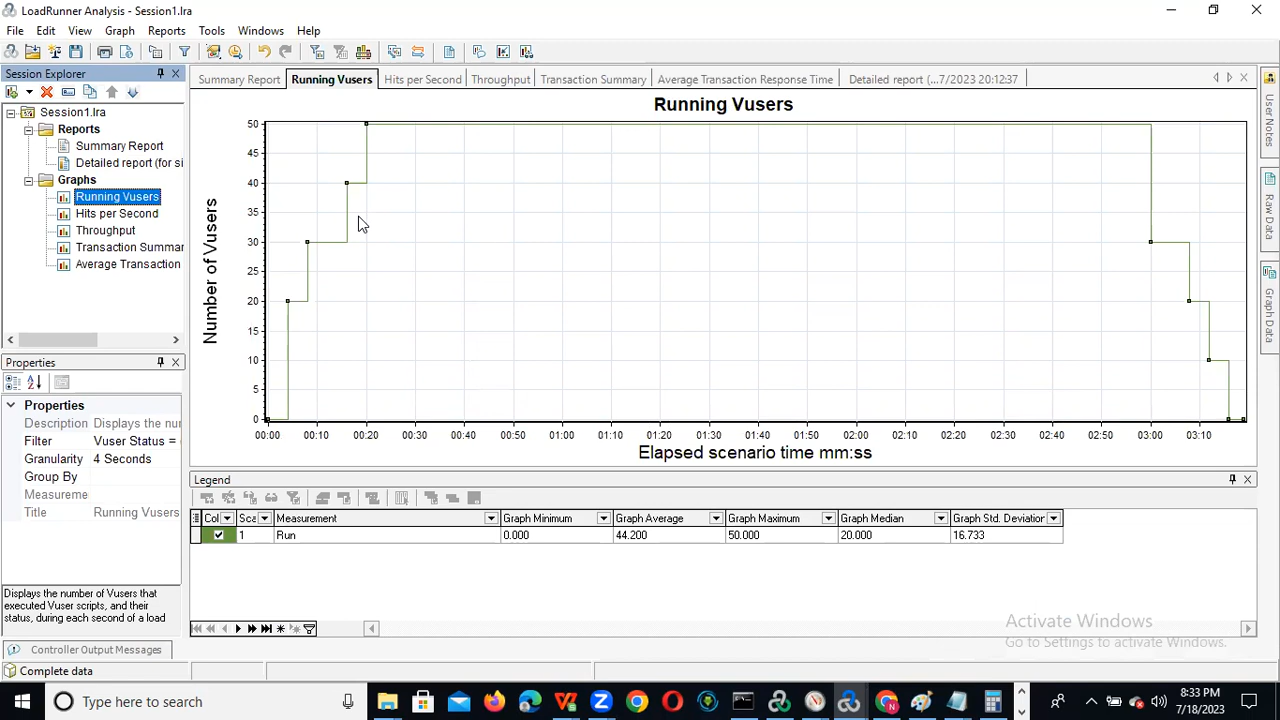 LoadRunner Analysis - Session1.lra
File Edit View Graph Reports Tools Windows Help
Session Explorer
Session1.lra
Reports
Summary Report
Detailed report (for si
Graphs
Running Vusers
Hits per Second
Throughput
Transaction Summar
Average Transaction
Properties
Properties
Description Displays the nur
Filter Vuser Status =
Granularity 4 Seconds
Group By
Measureme
Title Running Vusers
Displays the number of Vusers that
executed Vuser scripts, and their
status, during each second of a load
Controller Output Messages
Complete data
Summary Report Running Vusers Hits per Second Throughput Transaction Summary Average Transaction Response Time Detailed report (...7/2023 20:12:37
Running Vusers
Number of Vusers
50
45
40
35
30
25
20
15
10
5
0
00:00 00:10 00:20 00:30 00:40 00:50 01:00 01:10 01:20 01:30 01:40 01:50 02:00 02:10 02:20 02:30 02:40 02:50 03:00 03:10
Elapsed scenario time mm:ss
Legend
Col Sca Measurement Graph Minimum Graph Average Graph Maximum Graph Median Graph Std. Deviation
1 Run 0.000 44.200 50.000 20.000 16.733
User Notes
Raw Data
Graph Data
Activate Windows
Go to Settings to activate Windows.
Type here to search
8:33 PM
7/18/2023